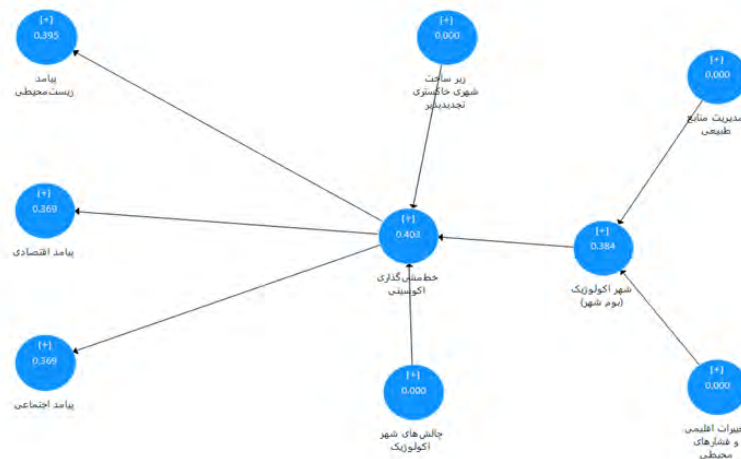 [+]
0.395
پیامد
زیست‌محیطی
[+]
0.000
زیر ساخت
شهری خاکستری
تجدیدپذیر
[+]
0.000
مدیریت منابع
طبیعی
[+]
0.369
پیامد اقتصادی
[+]
0.403
خط‌مشی‌گذاری
اکوسیتی
[+]
0.384
شهر اکولوژیک
(بوم شهر)
[+]
0.369
پیامد اجتماعی
[+]
0.000
چالش‌های شهر
اکولوژیک
[+]
0.000
تغییرات اقلیمی
و فشارهای
محیطی